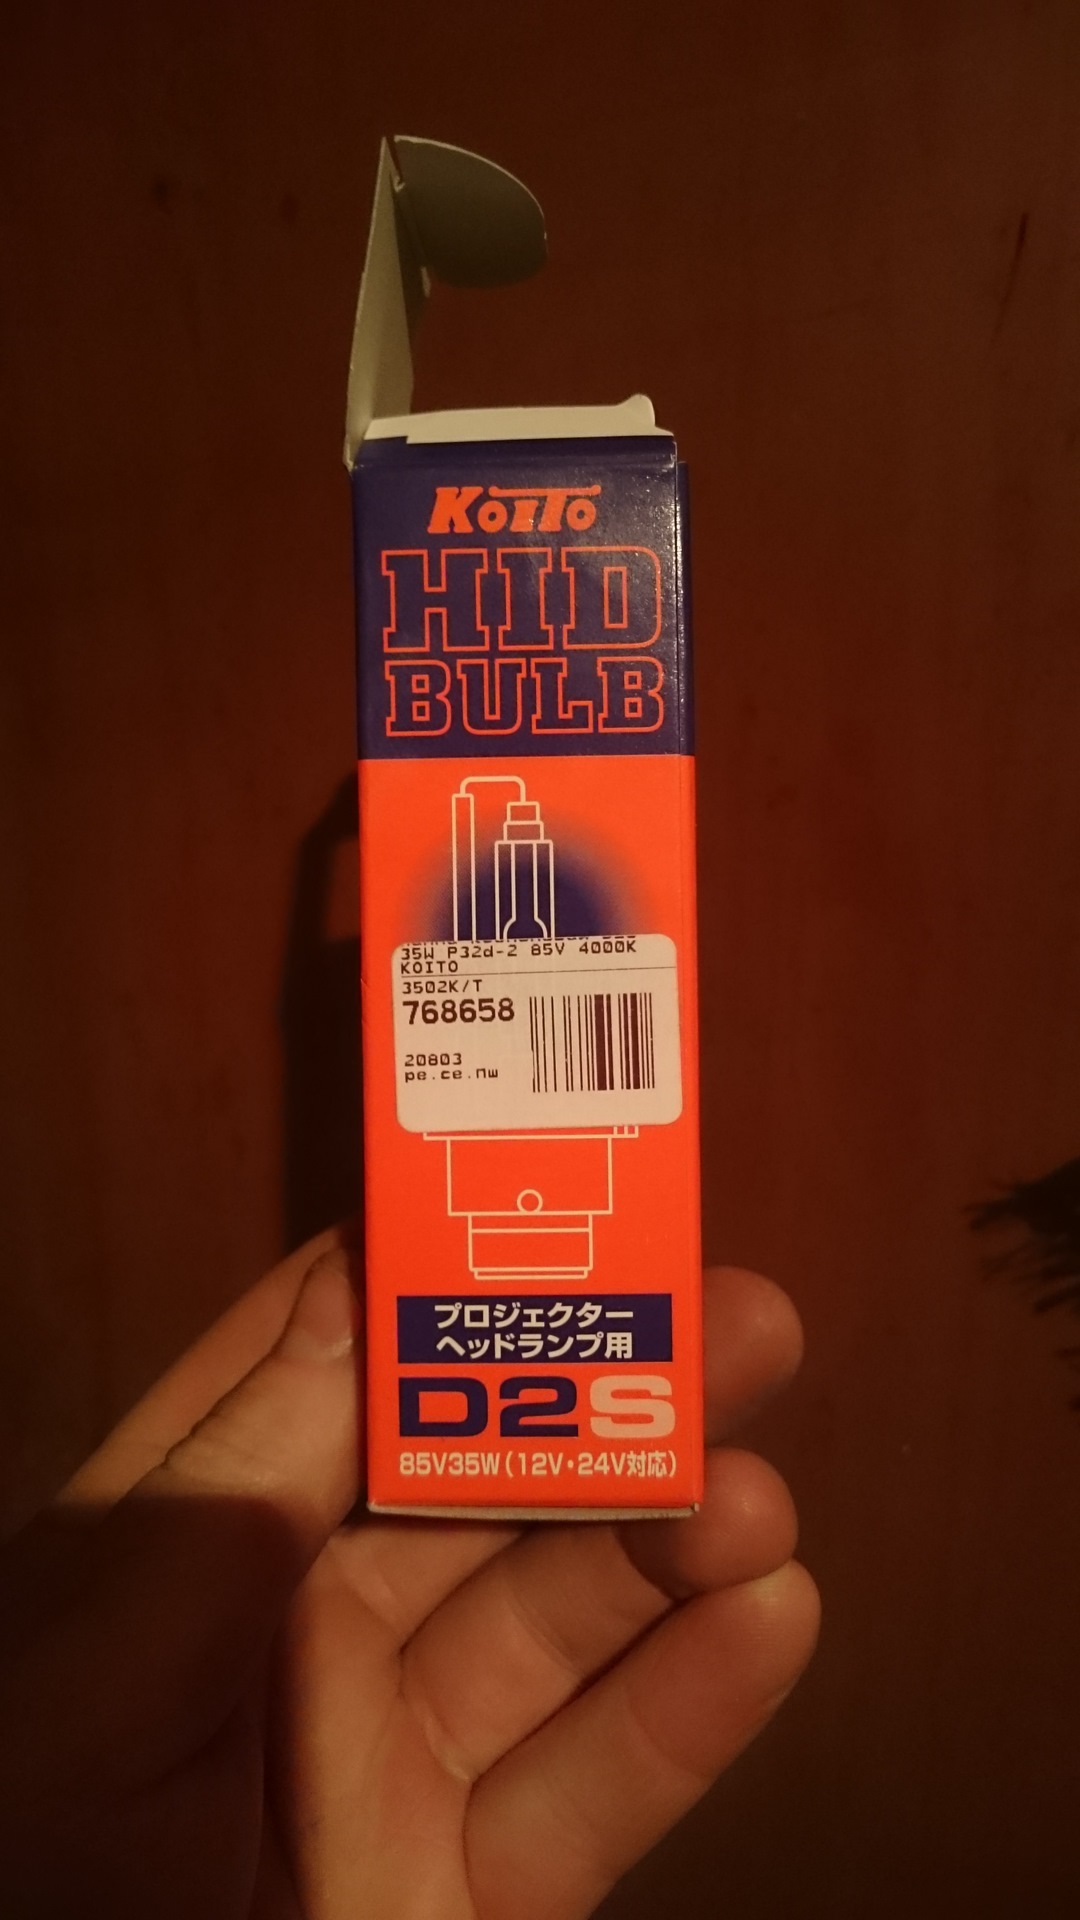 KOITO
HID
BULB
35W P32d-2 85V 4000K
KOITO
3502K/T
768658
20803
pe.ce.пw
プロジェクター
ヘッドランプ用
D2S
85V35W(12V・24V対応)